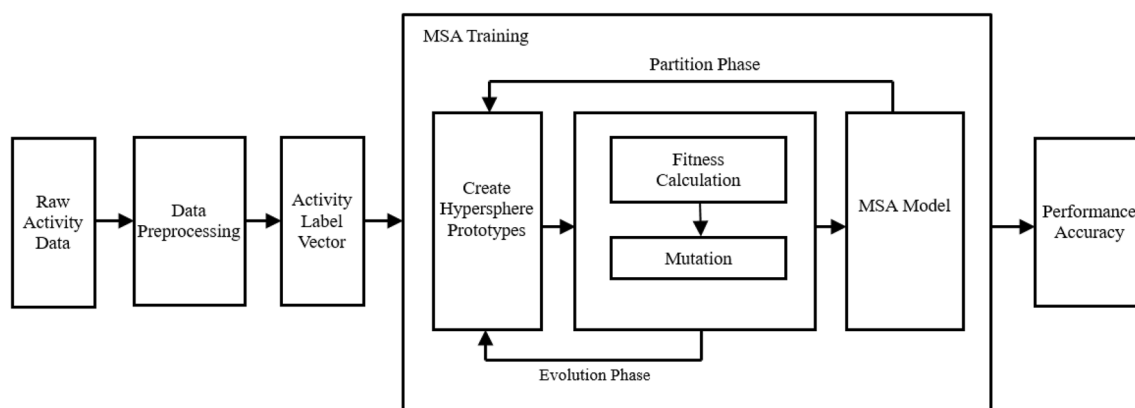 MSA Training
Partition Phase
Raw
Activity
Data
Data
Preprocessing
Activity
Label
Vector
Create
Hypersphere
Prototypes
Fitness
Calculation
Mutation
MSA Model
Performance
Accuracy
Evolution Phase